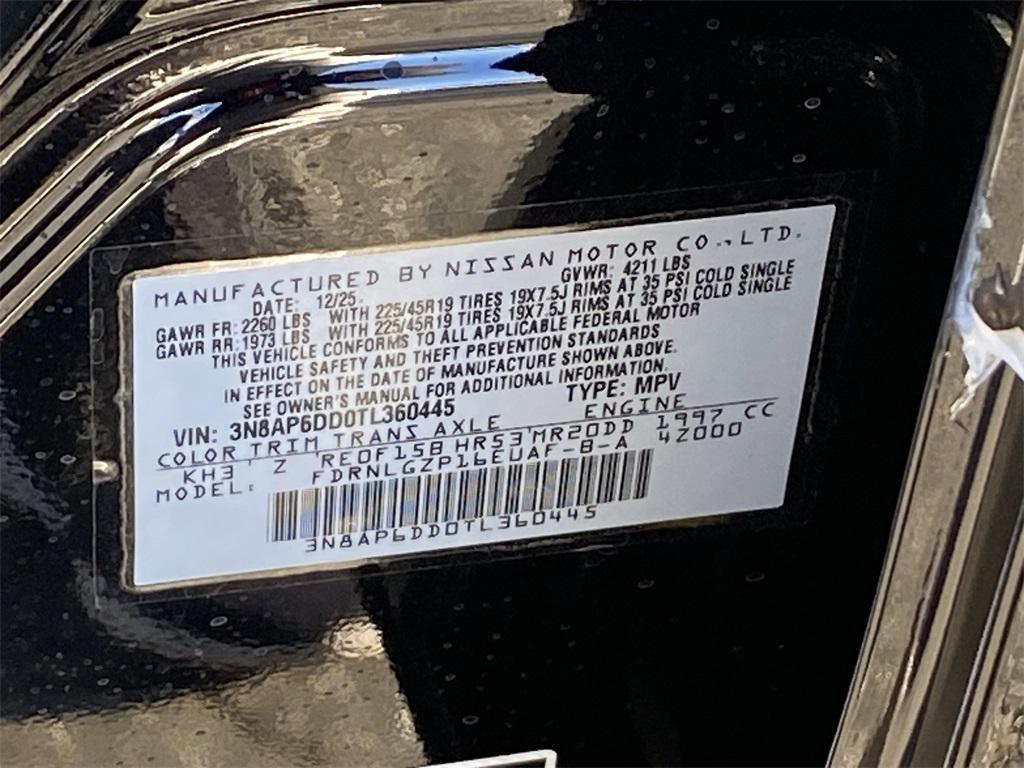 MANUFACTURED BY NISSAN MOTOR CO., LTD.
DATE: 12/25. GVWR: 4211 LBS
GAWR FR: 2260 LBS WITH 225/45R19 TIRES 19X7.5J RIMS AT 35 PSI COLD SINGLE
GAWR RR: 1973 LBS WITH 225/45R19 TIRES 19X7.5J RIMS AT 35 PSI COLD SINGLE
THIS VEHICLE CONFORMS TO ALL APPLICABLE FEDERAL MOTOR
VEHICLE SAFETY AND THEFT PREVENTION STANDARDS
IN EFFECT ON THE DATE OF MANUFACTURE SHOWN ABOVE.
SEE OWNER'S MANUAL FOR ADDITIONAL INFORMATION.
VIN: 3N8AP6DD0TL360445 TYPE: MPV
COLOR TRIM TRANS AXLE ENGINE
KH3 Z RE0F15B HR53 MR20DD 1997 CC
MODEL: FDRNLGZP16EUAF-B-A 4Z000
3N8AP6DD0TL360445